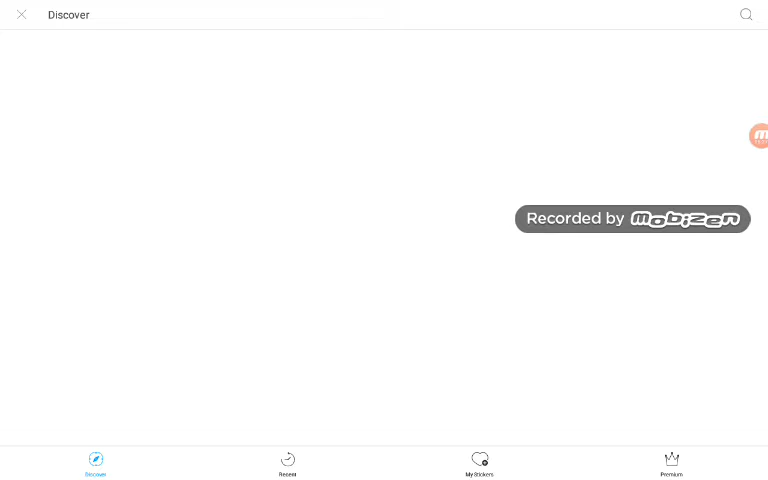 Discover
Recorded by Mobizen
Discover
Recent
My Stickers
Premium